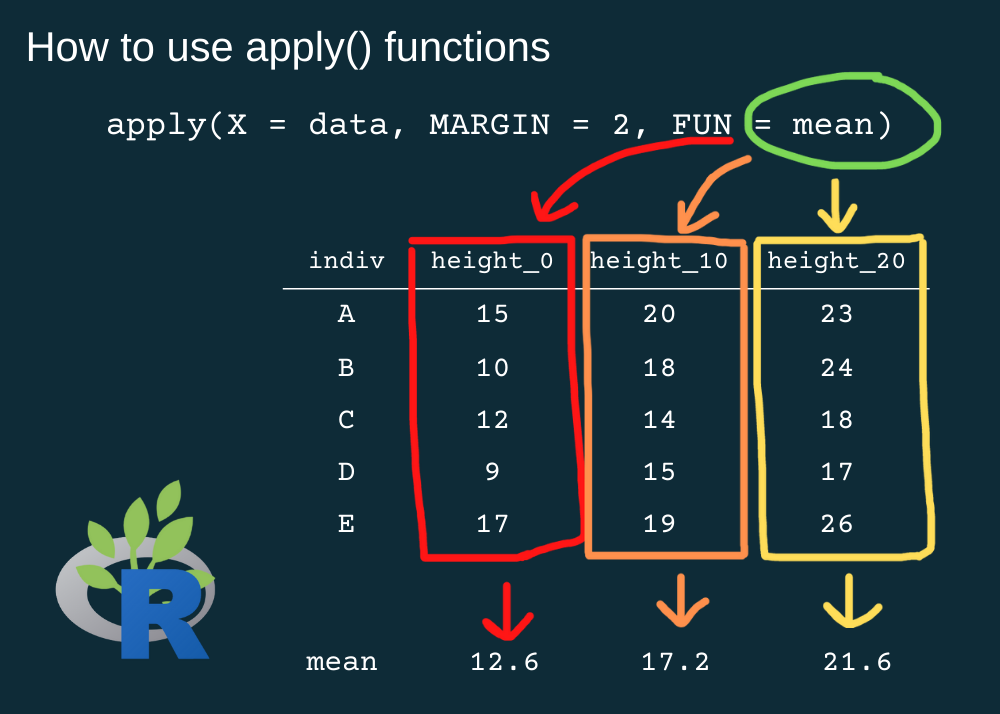 How to use apply() functions
apply(X = data, MARGIN = 2, FUN = mean)
indiv height_0 height_10 height_20
A 15 20 23
B 10 18 24
C 12 14 18
D 9 15 17
E 17 19 26
R
mean 12.6 17.2 21.6